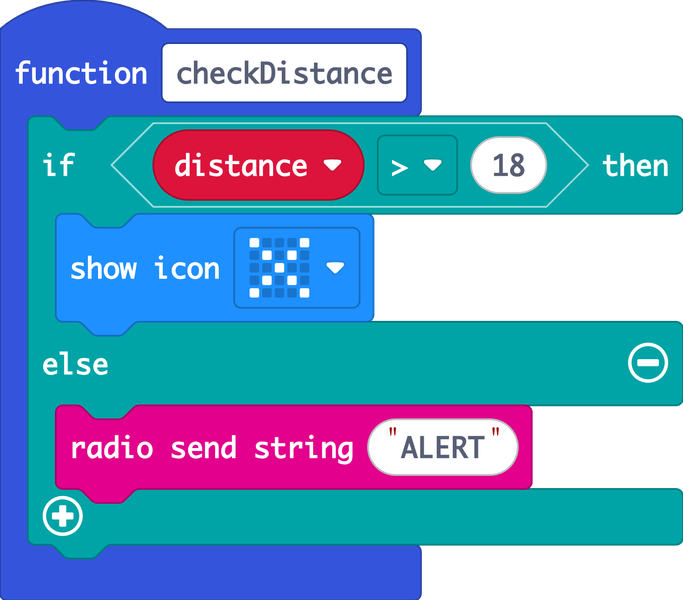 function checkDistance
if distance > 18 then
show icon
else
radio send string "ALERT"